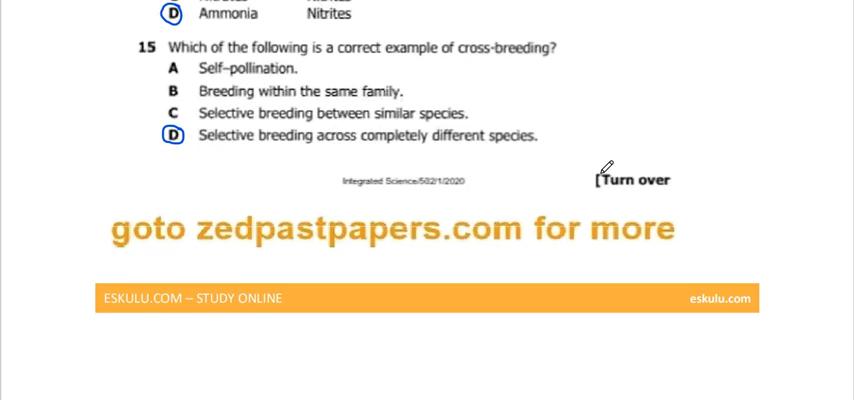 D Ammonia Nitrites
15 Which of the following is a correct example of cross-breeding?
A Self-pollination.
B Breeding within the same family.
C Selective breeding between similar species.
D Selective breeding across completely different species.
Integrated Science/502/1/2020
[Turn over
goto zedpastpapers.com for more
ESKULU.COM – STUDY ONLINE
eskulu.com